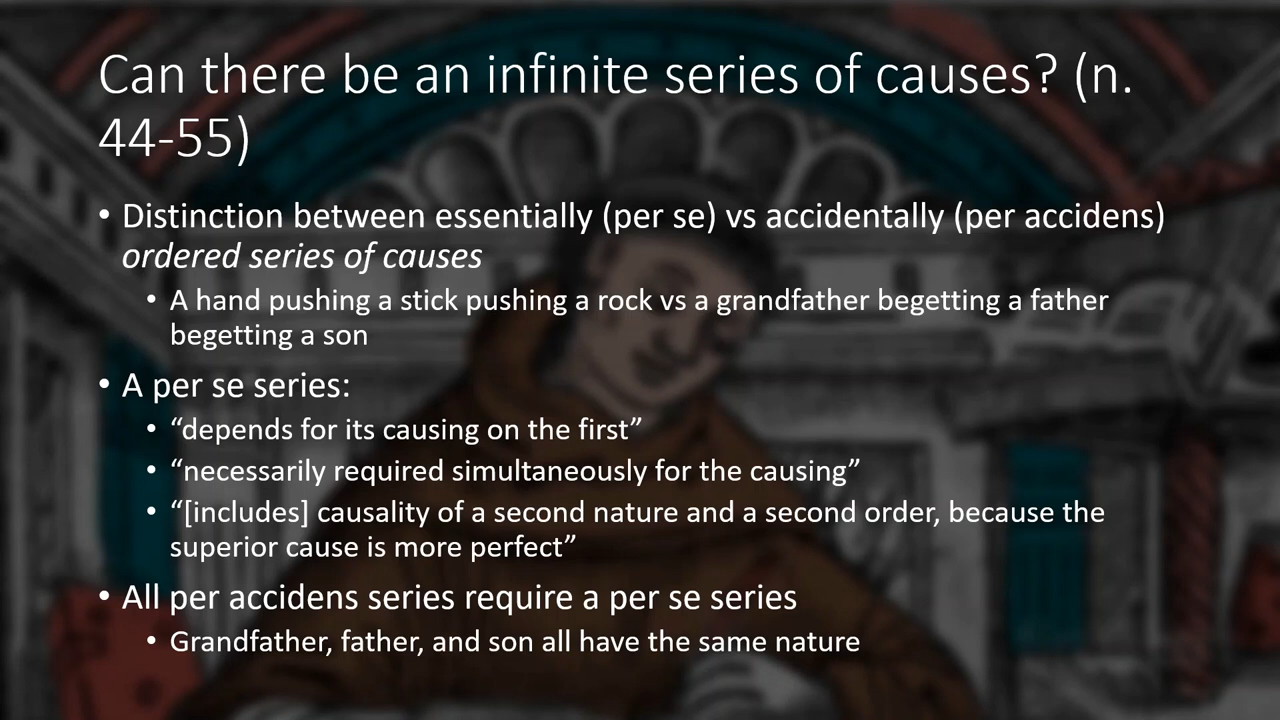 Can there be an infinite series of causes? (n.
44-55)
• Distinction between essentially (per se) vs accidentally (per accidens)
ordered series of causes
• A hand pushing a stick pushing a rock vs a grandfather begetting a father
begetting a son
• A per se series:
• “depends for its causing on the first”
• “necessarily required simultaneously for the causing”
• “[includes] causality of a second nature and a second order, because the
superior cause is more perfect”
• All per accidens series require a per se series
• Grandfather, father, and son all have the same nature